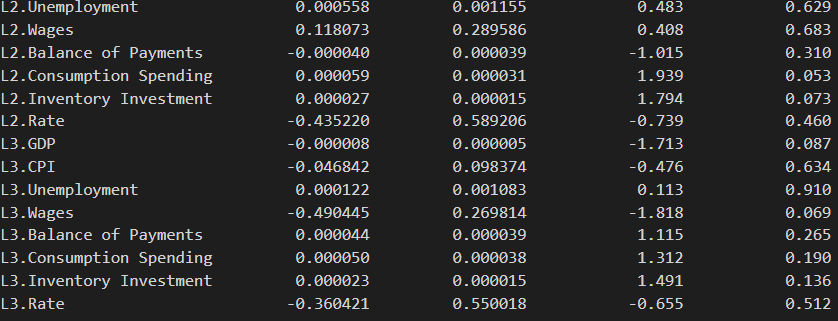 L2.Unemployment 0.000558 0.001155 0.483 0.629
L2.Wages 0.118073 0.289586 0.408 0.683
L2.Balance of Payments -0.000040 0.000039 -1.015 0.310
L2.Consumption Spending 0.000059 0.000031 1.939 0.053
L2.Inventory Investment 0.000027 0.000015 1.794 0.073
L2.Rate -0.435220 0.589206 -0.739 0.460
L3.GDP -0.000008 0.000005 -1.713 0.087
L3.CPI -0.046842 0.098374 -0.476 0.634
L3.Unemployment 0.000122 0.001083 0.113 0.910
L3.Wages -0.490445 0.269814 -1.818 0.069
L3.Balance of Payments 0.000044 0.000039 1.115 0.265
L3.Consumption Spending 0.000050 0.000038 1.312 0.190
L3.Inventory Investment 0.000023 0.000015 1.491 0.136
L3.Rate -0.360421 0.550018 -0.655 0.512